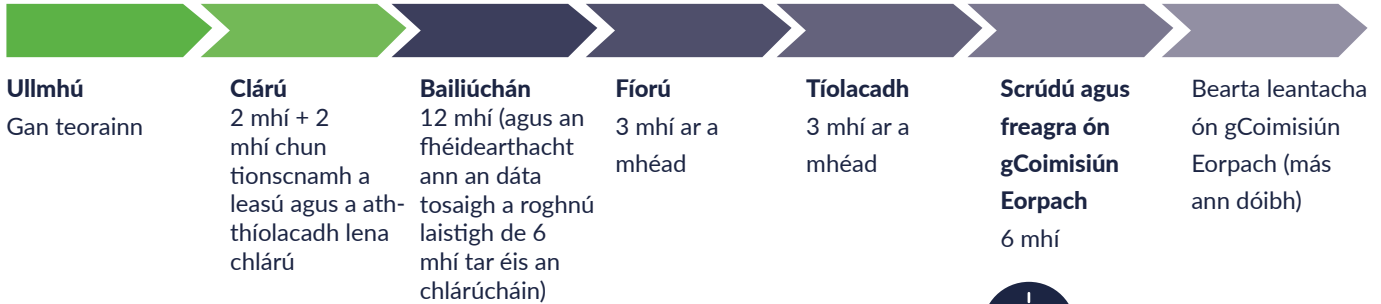 Ullmhú
Gan teorainn
Clárú
2 mhí + 2
mhí chun
tionscnamh a
leasú agus a ath-
thíolacadh lena
chlárú
Bailiúchán
12 mhí (agus an
fhéidearthacht
ann an dáta
tosaigh a roghnú
laistigh de 6
mhí tar éis an
chlárúcháin)
Fíorú
3 mhí ar a
mhéad
Tíolacadh
3 mhí ar a
mhéad
Scrúdú agus
freagra ón
gCoimisiún
Eorpach
6 mhí
Bearta leantacha
ón gCoimisiún
Eorpach (más
ann dóibh)